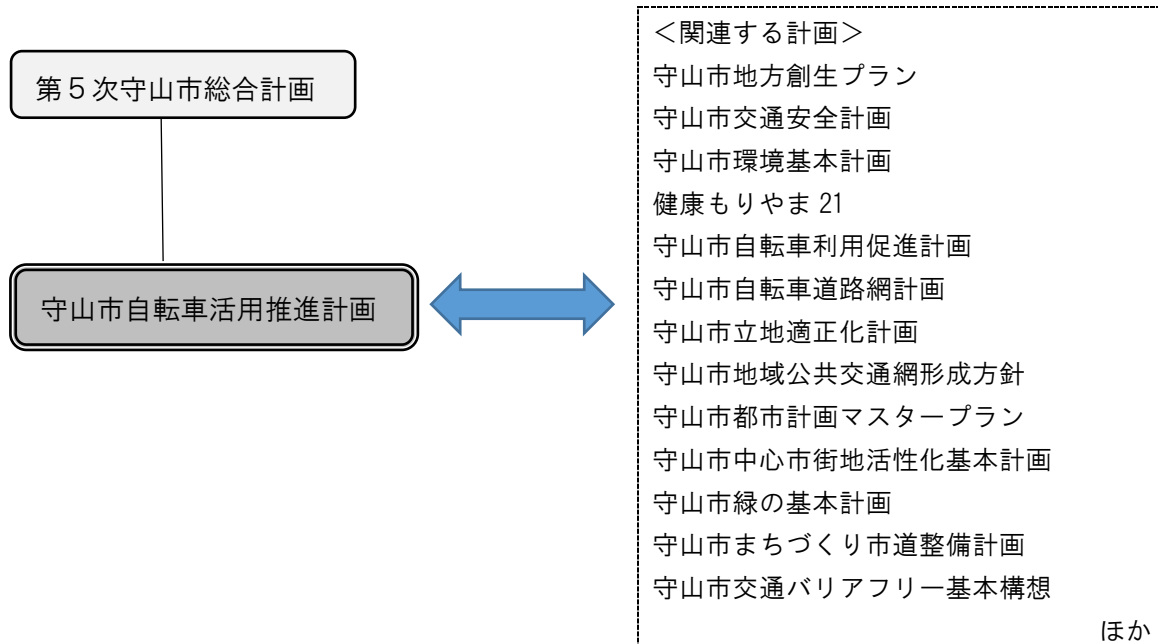 第５次守山市総合計画
守山市自転車活用推進計画
＜関連する計画＞
守山市地方創生プラン
守山市交通安全計画
守山市環境基本計画
健康もりやま 21
守山市自転車利用促進計画
守山市自転車道路網計画
守山市立地適正化計画
守山市地域公共交通網形成方針
守山市都市計画マスタープラン
守山市中心市街地活性化基本計画
守山市緑の基本計画
守山市まちづくり市道整備計画
守山市交通バリアフリー基本構想
ほか